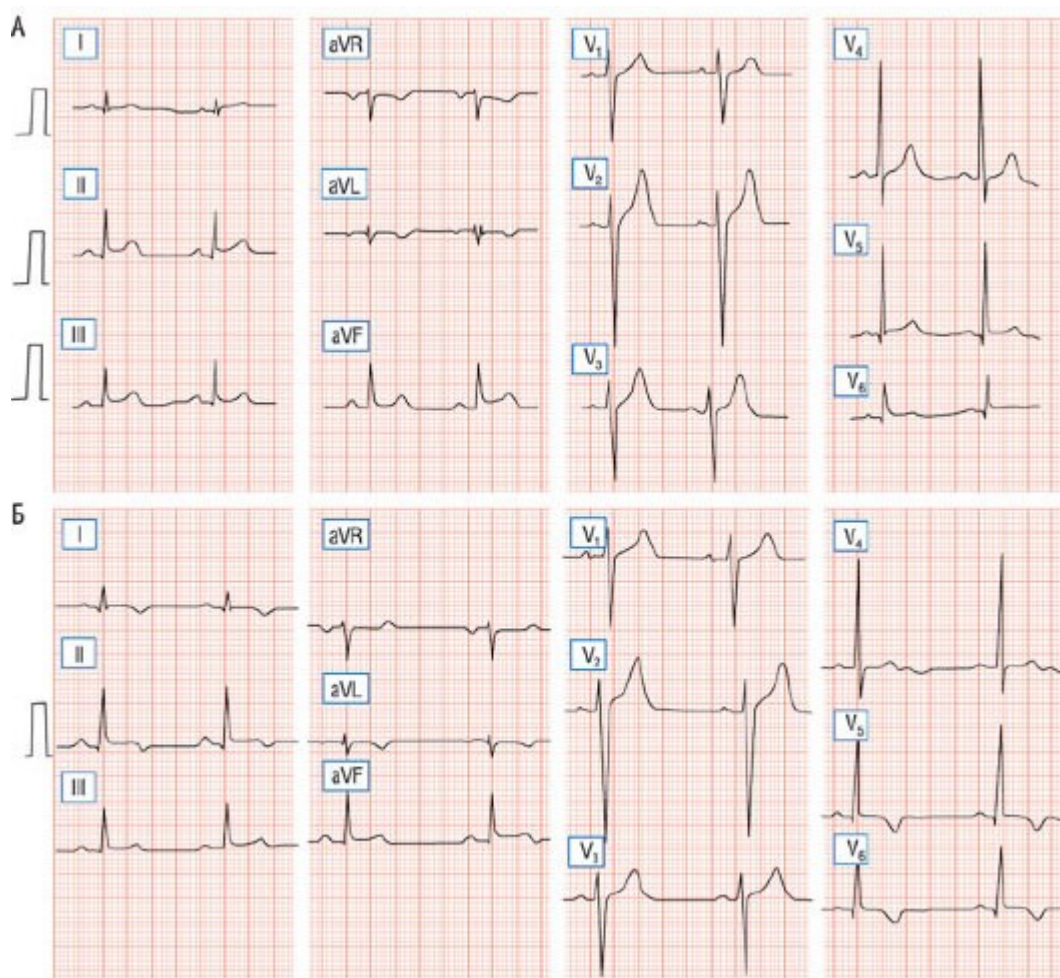 А
I
aVR
V₁
V₄
II
aVL
V₂
V₅
III
aVF
V₃
V₆
Б
I
aVR
V₁
V₄
II
aVL
V₂
V₅
III
aVF
V₃
V₆